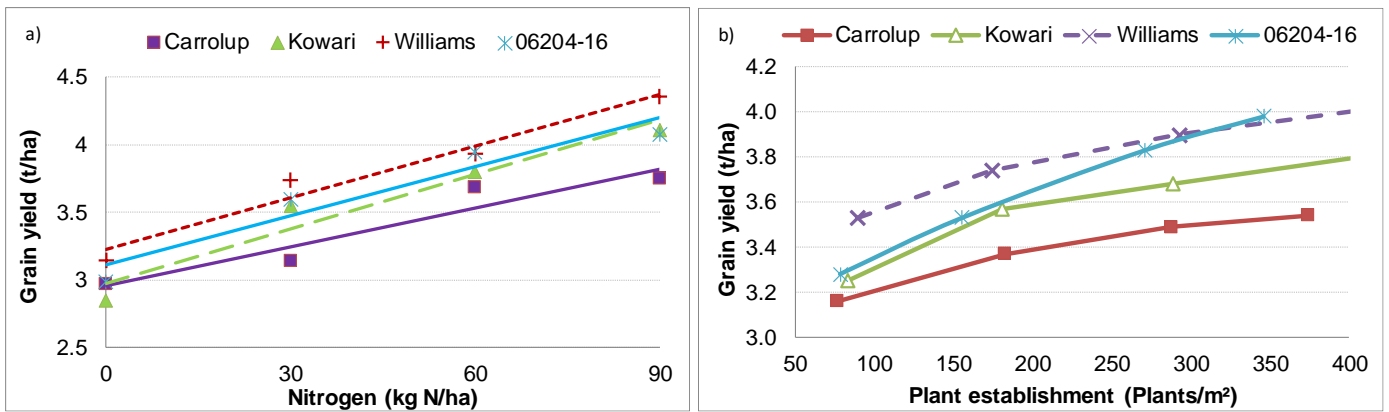 a)
Carrolup Kowari Williams 06204-16
Grain yield (t/ha)
4.5
4
3.5
3
2.5
0 30 60 90
Nitrogen (kg N/ha)
b)
Carrolup Kowari Williams 06204-16
Grain yield (t/ha)
4.2
4.0
3.8
3.6
3.4
3.2
3.0
50 100 150 200 250 300 350 400
Plant establishment (Plants/m²)